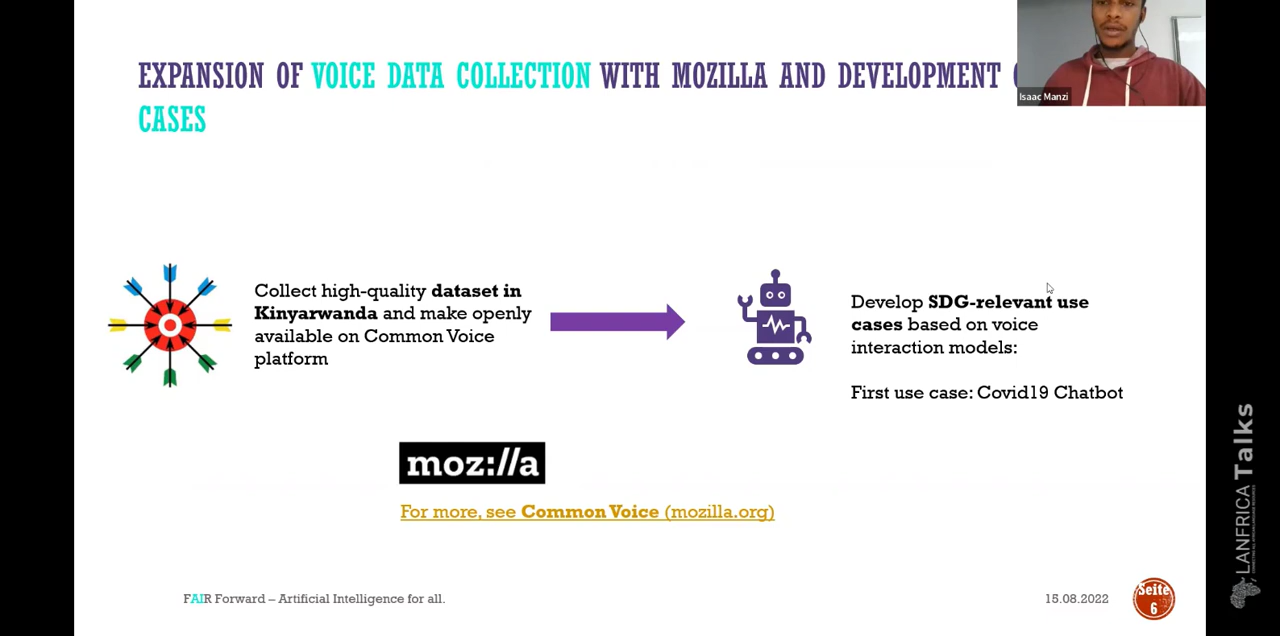 EXPANSION OF VOICE DATA COLLECTION WITH MOZILLA AND DEVELOPMENT
CASES
Isaac Manzi
Collect high-quality dataset in
Kinyarwanda and make openly
available on Common Voice
platform
Develop SDG-relevant use
cases based on voice
interaction models:
First use case: Covid19 Chatbot
moz://a
For more, see Common Voice (mozilla.org)
FAIR Forward – Artificial Intelligence for all.
15.08.2022
Seite
6
LANFRICA Talks